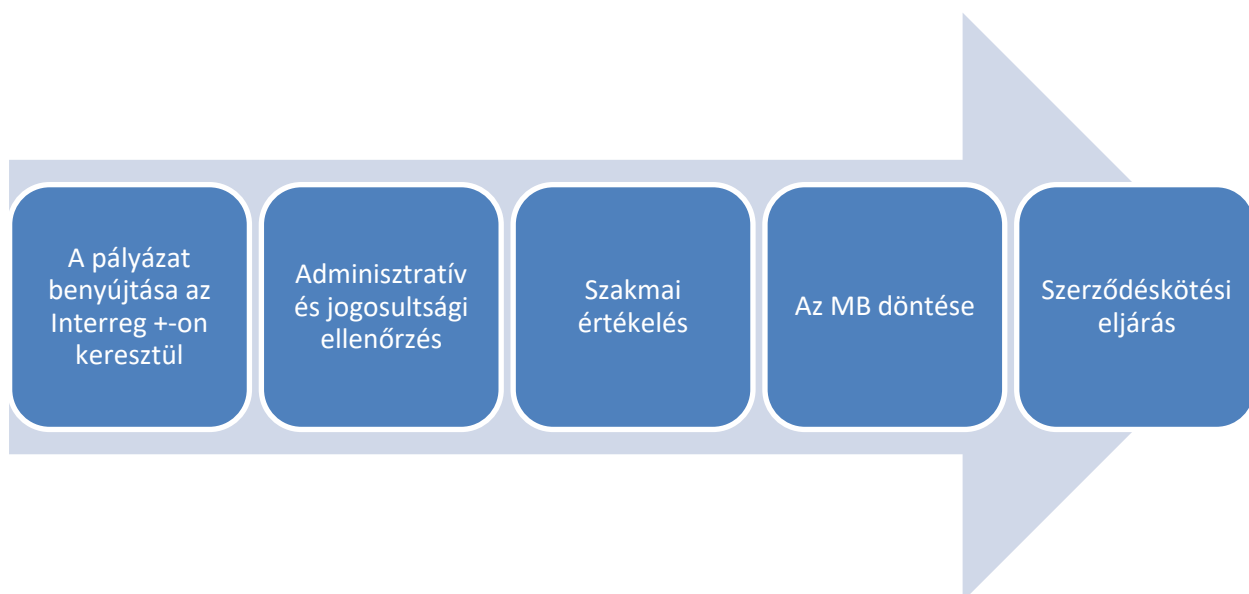 A pályázat
benyújtása az
Interreg +-on
keresztül
Adminisztratív
és jogosultsági
ellenőrzés
Szakmai
értékelés
Az MB döntése
Szerződéskötési
eljárás